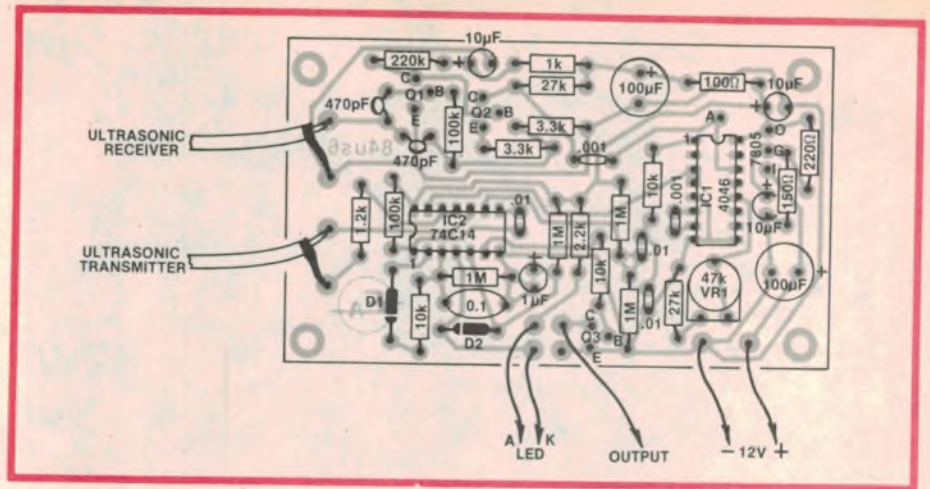 10µF
220k
1k
27k
+
100µF
+
100Ω
10µF
+
C
Q1
B
E
470pF
470pF
100k
C
Q2
B
E
3.3k
3.3k
84us6
.001
A
1
IC1
4046
7805
O
G
I
220Ω
150Ω
+
10µF
+
100µF
ULTRASONIC
RECEIVER
ULTRASONIC
TRANSMITTER
1.2k
100k
IC2
74C14
1
.01
1M
2.2k
1M
10k
.001
.01
10k
1M
.01
27k
47k
VR1
D1
10k
1M
0.1
D2
+
1µF
C
Q3
B
E
A
K
LED
OUTPUT
– 12V +